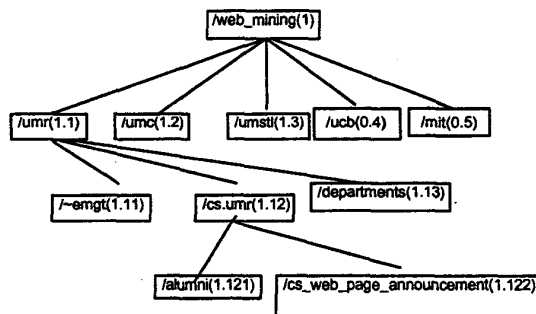 /web_mining(1)
/umr(1.1) /umc(1.2) /umstl(1.3) /ucb(0.4) /mit(0.5)
/~emgt(1.11) /cs.umr(1.12) /departments(1.13)
/alumni(1.121) /cs_web_page_announcement(1.122)